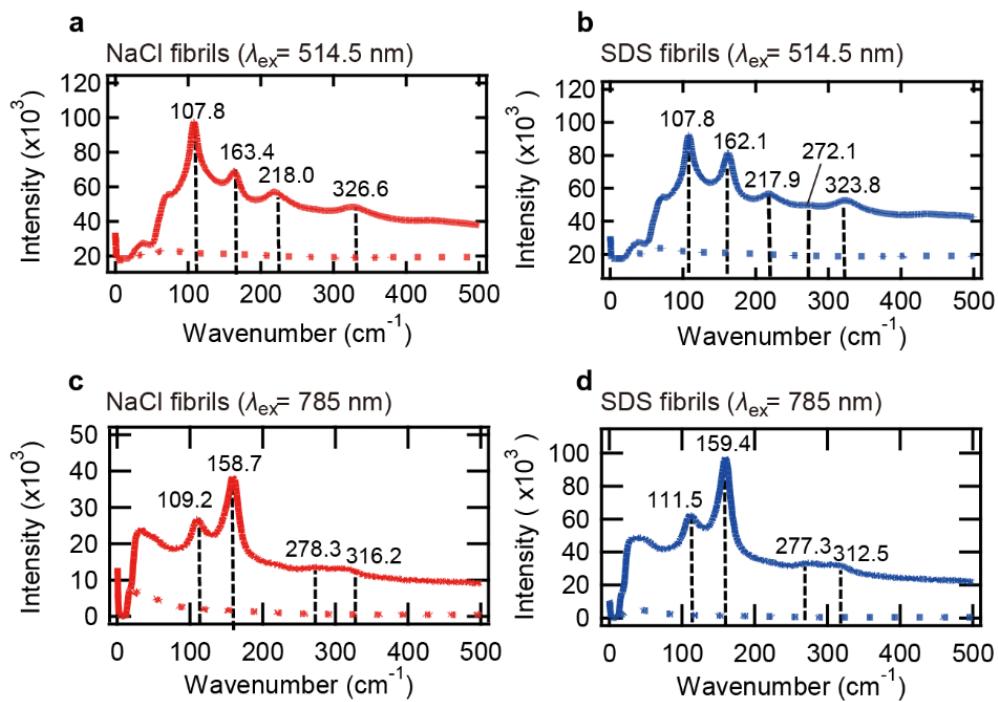 a
NaCl fibrils (λex= 514.5 nm)
120
100
80
60
40
20
Intensity (x10³)
107.8
163.4
218.0
326.6
0 100 200 300 400 500
Wavenumber (cm⁻¹)
b
SDS fibrils (λex= 514.5 nm)
120
100
80
60
40
20
Intensity (x10³)
107.8
162.1
272.1
217.9
323.8
0 100 200 300 400 500
Wavenumber (cm⁻¹)
c
NaCl fibrils (λex= 785 nm)
50
40
30
20
10
0
Intensity (x10³)
158.7
109.2
278.3
316.2
0 100 200 300 400 500
Wavenumber (cm⁻¹)
d
SDS fibrils (λex= 785 nm)
100
80
60
40
20
0
Intensity ( x10³)
159.4
111.5
277.3
312.5
0 100 200 300 400 500
Wavenumber (cm⁻¹)